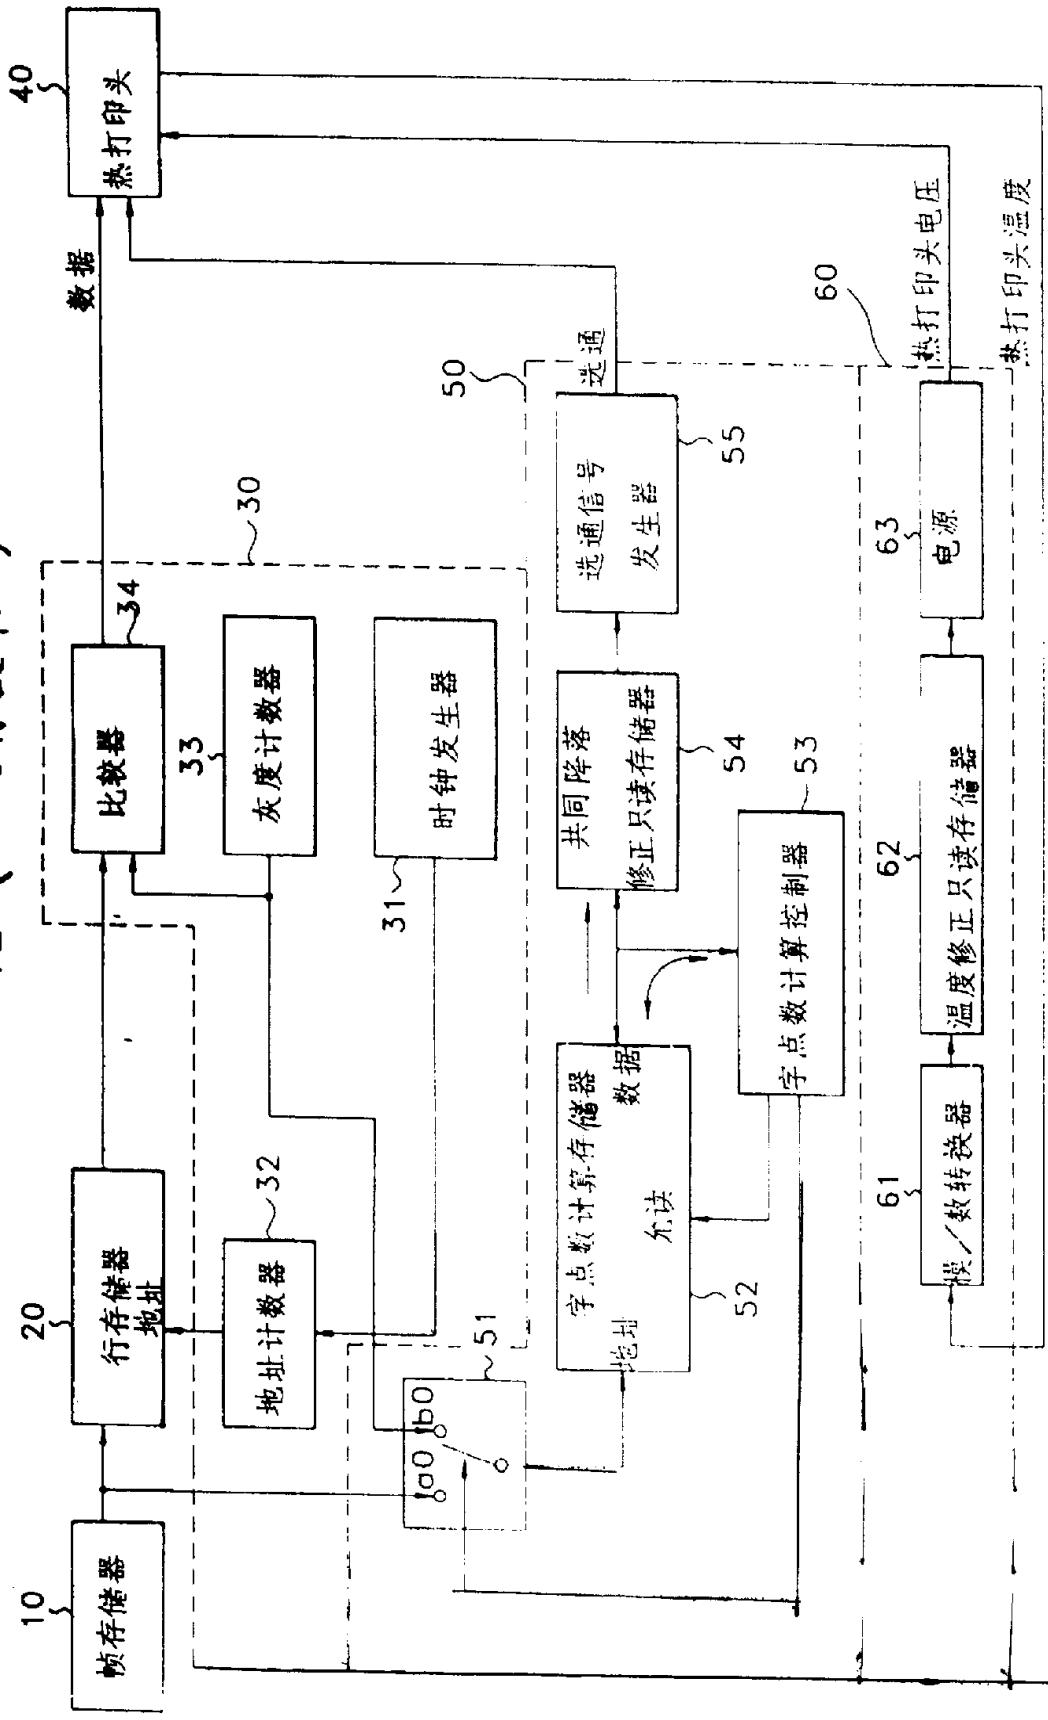 10
帧存储器
20
行存储器
地址
数据
40
热打印头
30
比较器
34
33
灰度计数器
31
时钟发生器
32
地址计数器
50
51
a0
b0
字点数计算存储器
数据
地址
允读
52
共同降落
修正只读存储器
54
选通信号
发生器
55
选通
字点数计算控制器
53
60
61
模/数转换器
62
温度修正只读存储器
63
电源
热打印头电压
热打印头温度